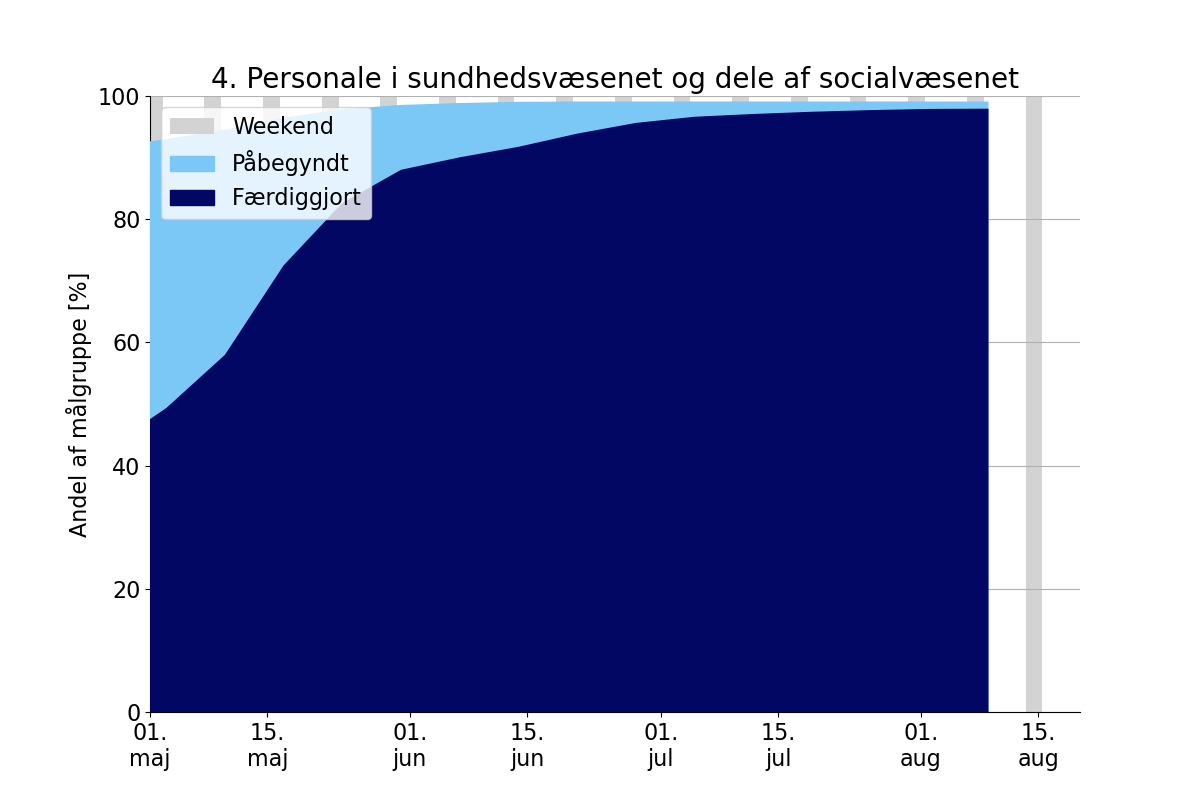 4. Personale i sundhedsvæsenet og dele af socialvæsenet
Weekend
Påbegyndt
Færdiggjort
Andel af målgruppe [%]
100
80
60
40
20
0
01. 15. 01. 15. 01. 15. 01. 15.
maj maj jun jun jul jul aug aug